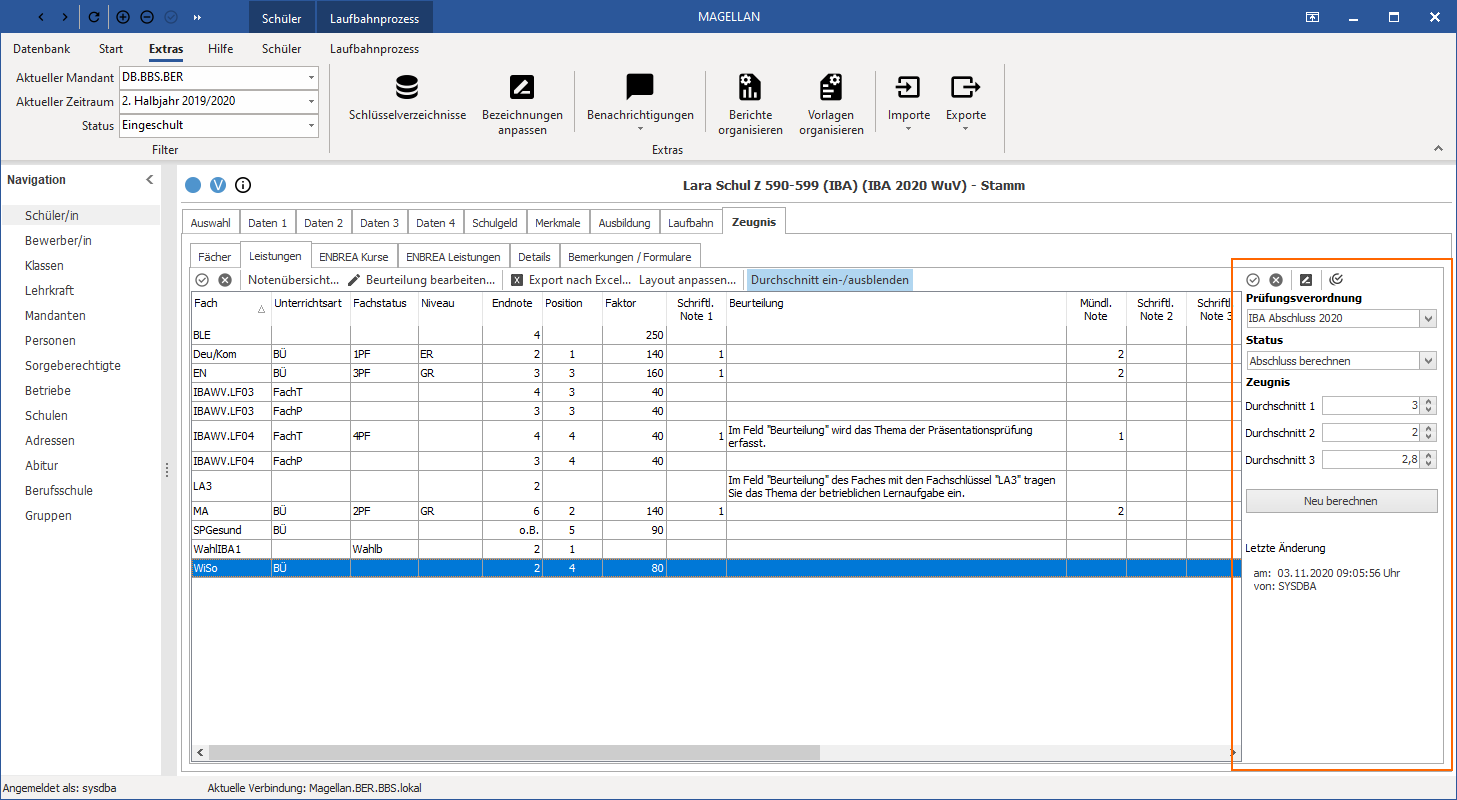 Schüler Laufbahnprozess MAGELLAN
Datenbank Start Extras Hilfe Schüler Laufbahnprozess
Aktueller Mandant DB.BBS.BER
Aktueller Zeitraum 2. Halbjahr 2019/2020
Status Eingeschult
Filter
Schlüsselverzeichnisse
Bezeichnungen anpassen
Benachrichtigungen
Berichte organisieren
Vorlagen organisieren
Importe
Exporte
Extras
Navigation
Schüler/in
Bewerber/in
Klassen
Lehrkraft
Mandanten
Personen
Sorgeberechtigte
Betriebe
Schulen
Adressen
Abitur
Berufsschule
Gruppen
V i Lara Schul Z 590-599 (IBA) (IBA 2020 WuV) - Stamm
Auswahl Daten 1 Daten 2 Daten 3 Daten 4 Schulgeld Merkmale Ausbildung Laufbahn Zeugnis
Fächer Leistungen ENBREA Kurse ENBREA Leistungen Details Bemerkungen / Formulare
Notenübersicht... Beurteilung bearbeiten... X Export nach Excel... Layout anpassen... Durchschnitt ein-/ausblenden
Fach Unterrichtsart Fachstatus Niveau Endnote Position Faktor Schriftl. Note 1 Beurteilung Mündl. Note Schriftl. Note 2 Schriftl. Note 3
BLE 4 250
Deu/Kom BÜ 1PF ER 2 1 140 1 2
EN BÜ 3PF GR 3 3 160 1 2
IBAWV.LF03 FachT 4 3 40
IBAWV.LF03 FachP 3 3 40
IBAWV.LF04 FachT 4PF 4 4 40 1 Im Feld "Beurteilung" wird das Thema der Präsentationsprüfung 1
erfasst.
IBAWV.LF04 FachP 3 4 40
LA3 2 Im Feld "Beurteilung" des Faches mit den Fachschlüssel "LA3" tragen
Sie das Thema der betrieblichen Lernaufgabe ein.
MA BÜ 2PF GR 6 2 140 1 2
SPGesund BÜ o.B. 5 90
WahlIBA1 Wahlb 2 1
WiSo BÜ 2 4 80
Prüfungsverordnung
IBA Abschluss 2020
Status
Abschluss berechnen
Zeugnis
Durchschnitt 1 3
Durchschnitt 2 2
Durchschnitt 3 2,8
Neu berechnen
Letzte Änderung
am: 03.11.2020 09:05:56 Uhr
von: SYSDBA
Angemeldet als: sysdba Aktuelle Verbindung: Magellan.BER.BBS.lokal